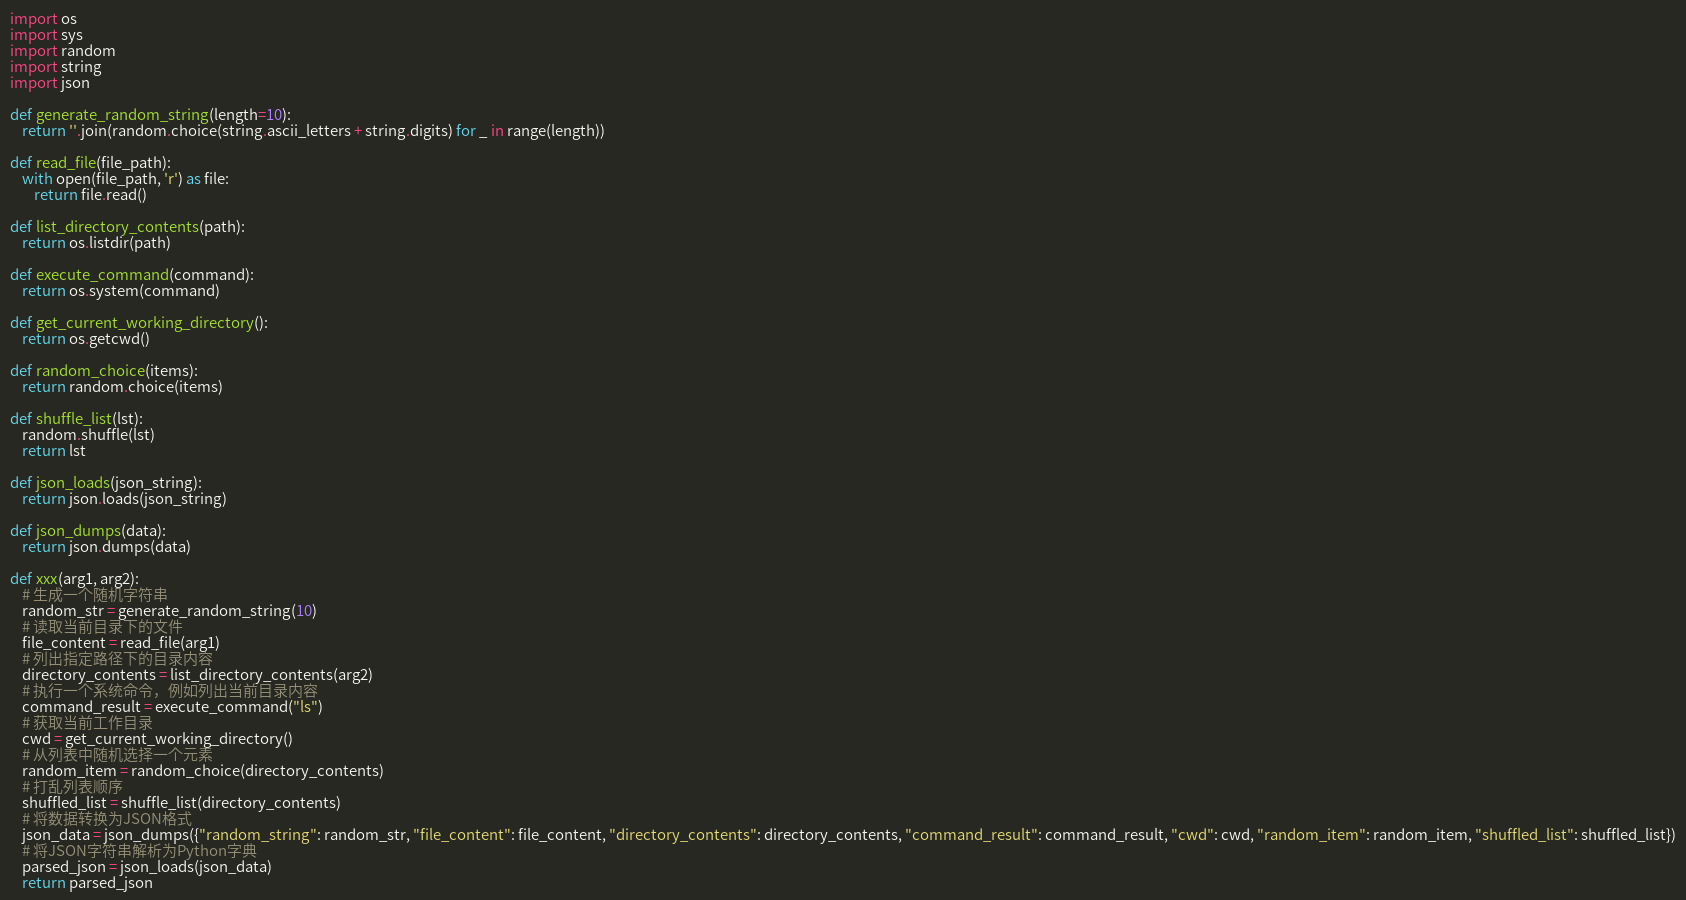 import os
import sys
import random
import string
import json

def generate_random_string(length=10):
    return ''.join(random.choice(string.ascii_letters + string.digits) for _ in range(length))

def read_file(file_path):
    with open(file_path, 'r') as file:
        return file.read()

def list_directory_contents(path):
    return os.listdir(path)

def execute_command(command):
    return os.system(command)

def get_current_working_directory():
    return os.getcwd()

def random_choice(items):
    return random.choice(items)

def shuffle_list(lst):
    random.shuffle(lst)
    return lst

def json_loads(json_string):
    return json.loads(json_string)

def json_dumps(data):
    return json.dumps(data)

def xxx(arg1, arg2):
    # 生成一个随机字符串
    random_str = generate_random_string(10)
    # 读取当前目录下的文件
    file_content = read_file(arg1)
    # 列出指定路径下的目录内容
    directory_contents = list_directory_contents(arg2)
    # 执行一个系统命令，例如列出当前目录内容
    command_result = execute_command("ls")
    # 获取当前工作目录
    cwd = get_current_working_directory()
    # 从列表中随机选择一个元素
    random_item = random_choice(directory_contents)
    # 打乱列表顺序
    shuffled_list = shuffle_list(directory_contents)
    # 将数据转换为JSON格式
    json_data = json_dumps({"random_string": random_str, "file_content": file_content, "directory_contents": directory_contents, "command_result": command_result, "cwd": cwd, "random_item": random_item, "shuffled_list": shuffled_list})
    # 将JSON字符串解析为Python字典
    parsed_json = json_loads(json_data)
    return parsed_json